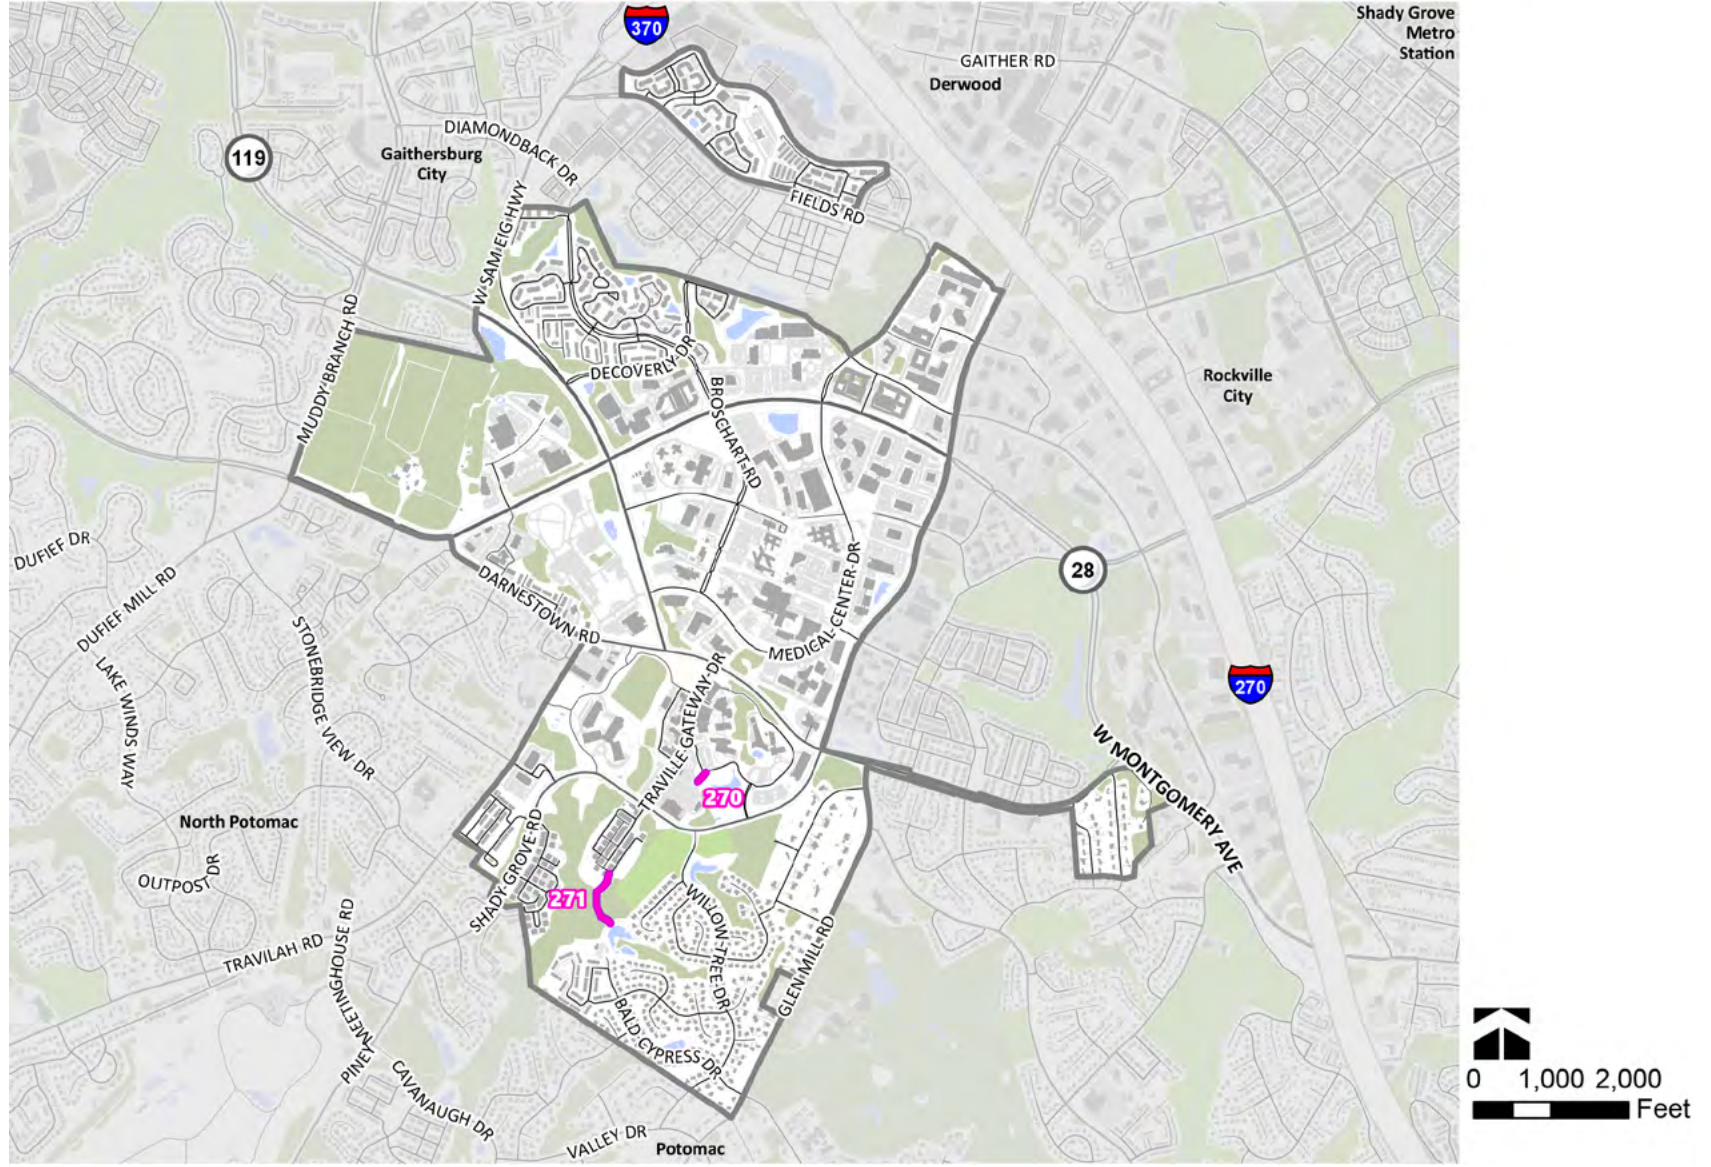 370
Shady Grove
Metro
Station
GAITHER RD
Derwood
119
DIAMONDBACK DR
Gaithersburg
City
W SAM EIG HWY
FIELDS RD
MUDDY BRANCH RD
DECOVERLY DR
BROSCHART RD
Rockville
City
DUFIEF DR
28
DUFIEF MILL RD
DARNESTOWN RD
MEDICAL CENTER DR
STONEBRIDGE VIEW DR
LAKE WINDS WAY
TRAVILLE GATEWAY DR
270
W MONTGOMERY AVE
270
North Potomac
SHADY GROVE RD
OUTPOST DR
271
WILLOW TREE DR
TRAVILAH RD
GLEN MILL RD
PINEY MEETINGHOUSE RD
BALD CYPRESS DR
CAVANAUGH DR
VALLEY DR
Potomac
0 1,000 2,000
Feet